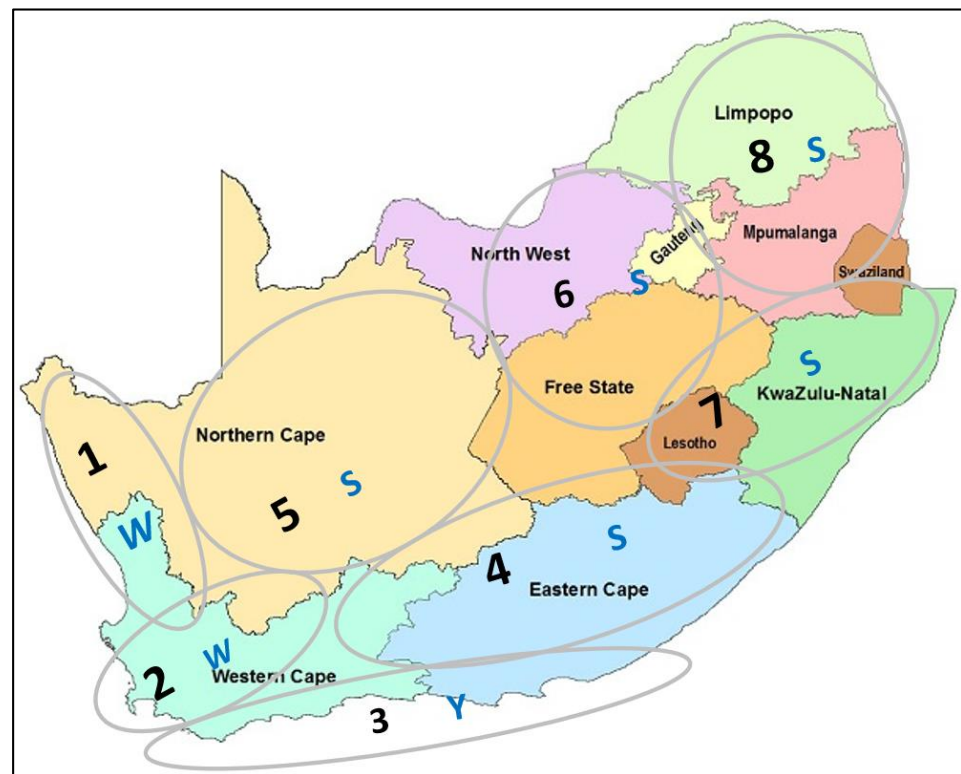 Limpopo
8 S
Mpumalanga
Gauteng
North West
Swaziland
6 S
S
Free State
KwaZulu-Natal
7
Northern Cape
Lesotho
1
S
5
W
S
4
Eastern Cape
W
Western Cape
2
3 Y